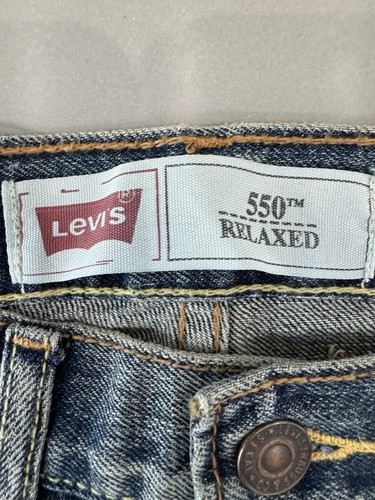 LEVI'S ®
550™
RELAXED